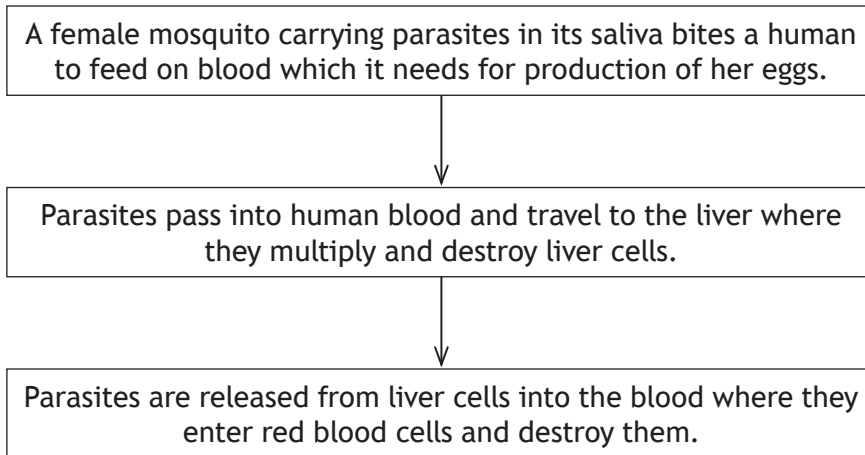 A female mosquito carrying parasites in its saliva bites a human
to feed on blood which it needs for production of her eggs.
Parasites pass into human blood and travel to the liver where
they multiply and destroy liver cells.
Parasites are released from liver cells into the blood where they
enter red blood cells and destroy them.